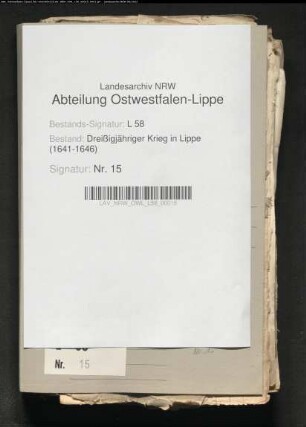 Landesarchiv NRW
Abteilung Ostwestfalen-Lippe
Bestands-Signatur: L 58
Bestand: Dreißigjähriger Krieg in Lippe
(1641-1646)
Signatur: Nr. 15
Nr. 15